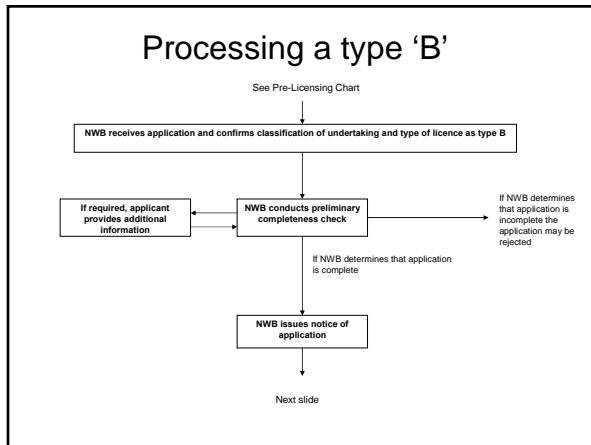 Processing a type ‘B’
See Pre-Licensing Chart
NWB receives application and confirms classification of undertaking and type of licence as type B
If required, applicant
provides additional
information
NWB conducts preliminary
completeness check
If NWB determines
that application is
incomplete the
application may be
rejected
If NWB determines that application
is complete
NWB issues notice of
application
Next slide